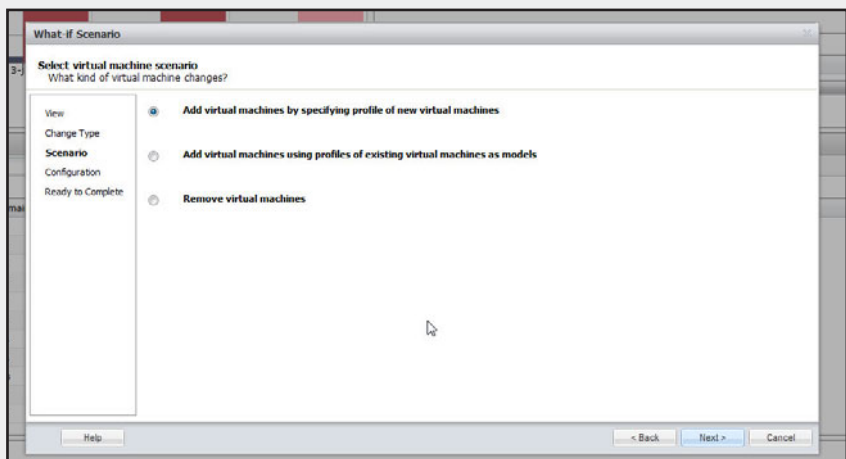 What-if Scenario
Select virtual machine scenario
What kind of virtual machine changes?
3-J
View
Change Type
Scenario
Configuration
Ready to Complete
Add virtual machines by specifying profile of new virtual machines
Add virtual machines using profiles of existing virtual machines as models
Remove virtual machines
mai
Help
< Back
Next >
Cancel